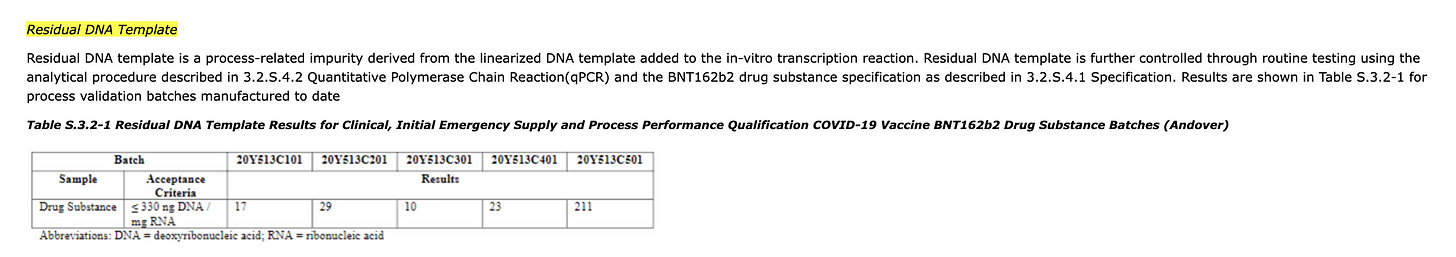 Residual DNA Template
Residual DNA template is a process-related impurity derived from the linearized DNA template added to the in-vitro transcription reaction. Residual DNA template is further controlled through routine testing using the
analytical procedure described in 3.2.S.4.2 Quantitative Polymerase Chain Reaction(qPCR) and the BNT162b2 drug substance specification as described in 3.2.S.4.1 Specification. Results are shown in Table S.3.2-1 for
process validation batches manufactured to date
Table S.3.2-1 Residual DNA Template Results for Clinical, Initial Emergency Supply and Process Performance Qualification COVID-19 Vaccine BNT162b2 Drug Substance Batches (Andover)
Batch 20Y513C101 20Y513C201 20Y513C301 20Y513C401 20Y513C501
Sample Acceptance Results
Criteria
Drug Substance ≤ 330 ng DNA / 17 29 10 23 211
mg RNA
Abbreviations: DNA = deoxyribonucleic acid; RNA = ribonucleic acid